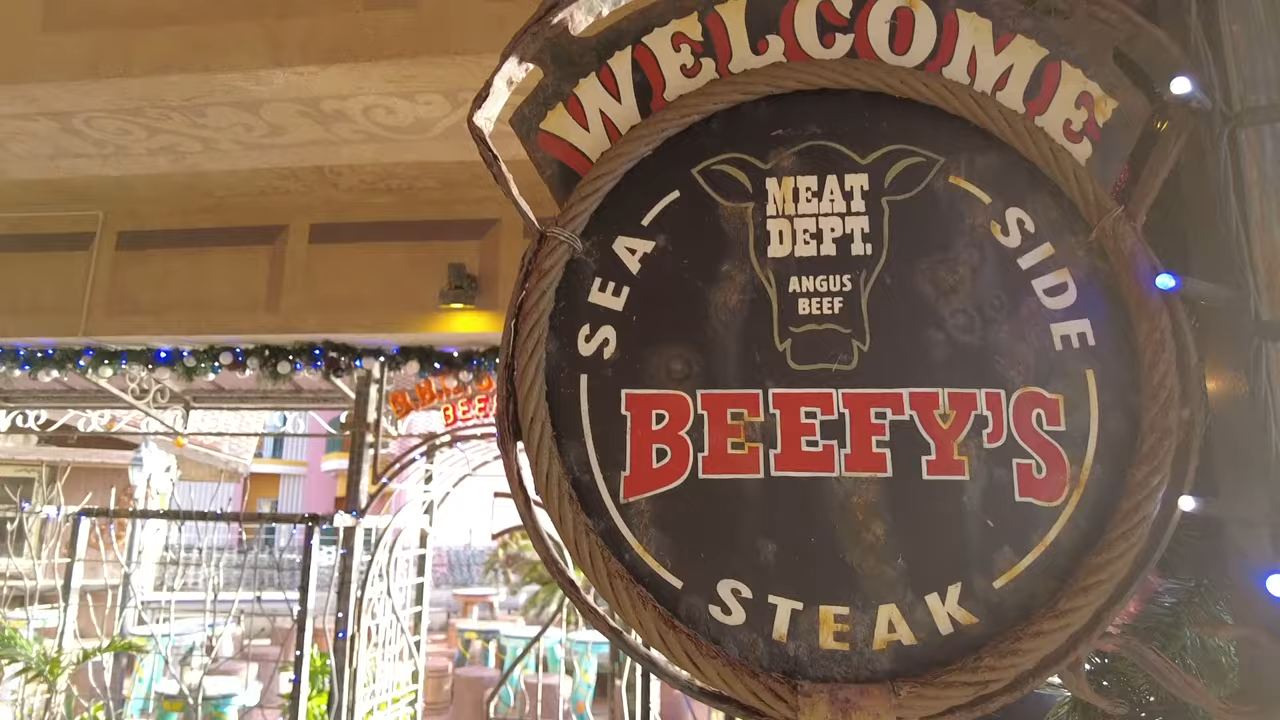 WELCOME
MEAT
DEPT.
ANGUS
BEEF
SEA
SIDE
BEEFY'S
STEAK